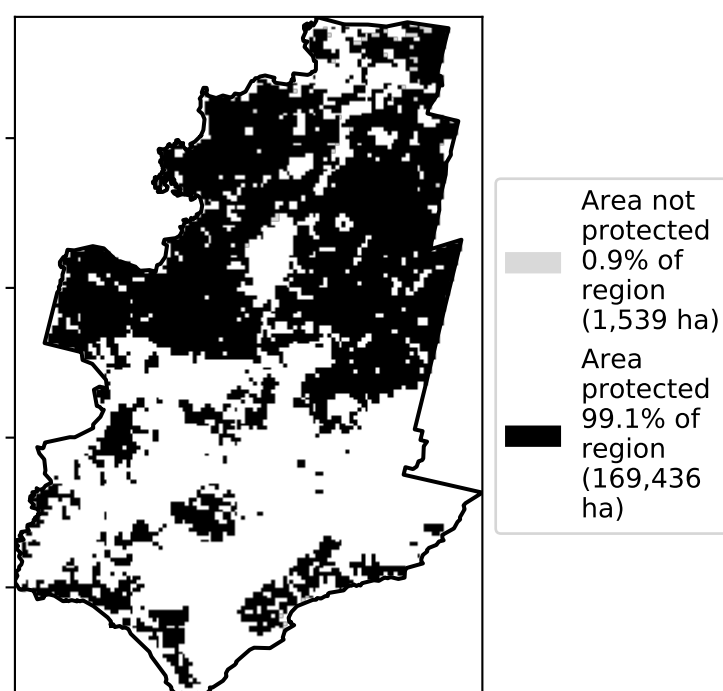 Area not
protected
0.9% of
region
(1,539 ha)
Area
protected
99.1% of
region
(169,436
ha)